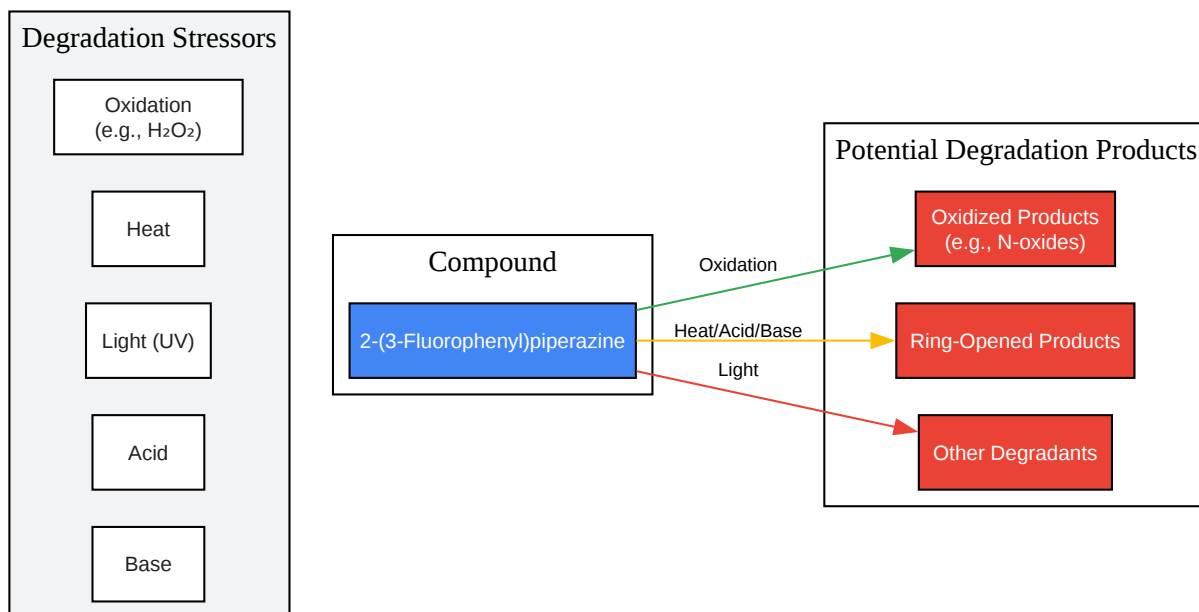 Degradation Stressors
Oxidation
(e.g., H₂O₂)
Heat
Light (UV)
Acid
Base
Compound
2-(3-Fluorophenyl)piperazine
Oxidation
Heat/Acid/Base
Light
Potential Degradation Products
Oxidized Products
(e.g., N-oxides)
Ring-Opened Products
Other Degradants